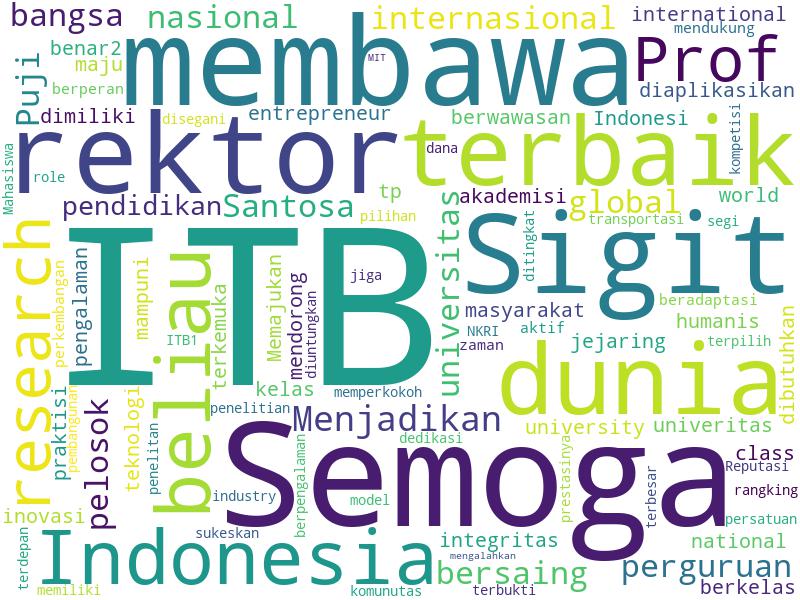 bangsa
nasional
internasional
international
mendukung
benar2
maju
berperan
Puji
membawa
MIT
Prof
diaplikasikan
dimiliki
disegani
entrepreneur
berwawasan
Indonesi
kompetisi
Mahasiswa
rektor
role
dana
terbaik
pendidikan
Santosa
tp
pilihan
akademisi
global
transportasi
world
segi
universitas
research
perkembangan
pengalaman
mampuni
ITB
beliau
ITB1
terkemuka
Memajukan
mendorong
diuntungkan
jiga
Sigit
ditingkat
masyarakat
NKRI
aktif
zaman
beradaptasi
humanis
jejaring
terpilih
dibutuhkan
dunia
kelas
memperkokoh
penelitian
Menjadikan
praktisi
pembangunan
pelosok
teknologi
penelitan
dedikasi
university
univeritas
Semoga
industry
berpengalaman
model
prestasinya
terbesar
class
Reputasi
rangking
persatuan
inovasi
terdepan
Indonesia
sukeskan
integritas
mengalahkan
national
bersaing
perguruan
memiliki
komunutas
terbukti
berkelas